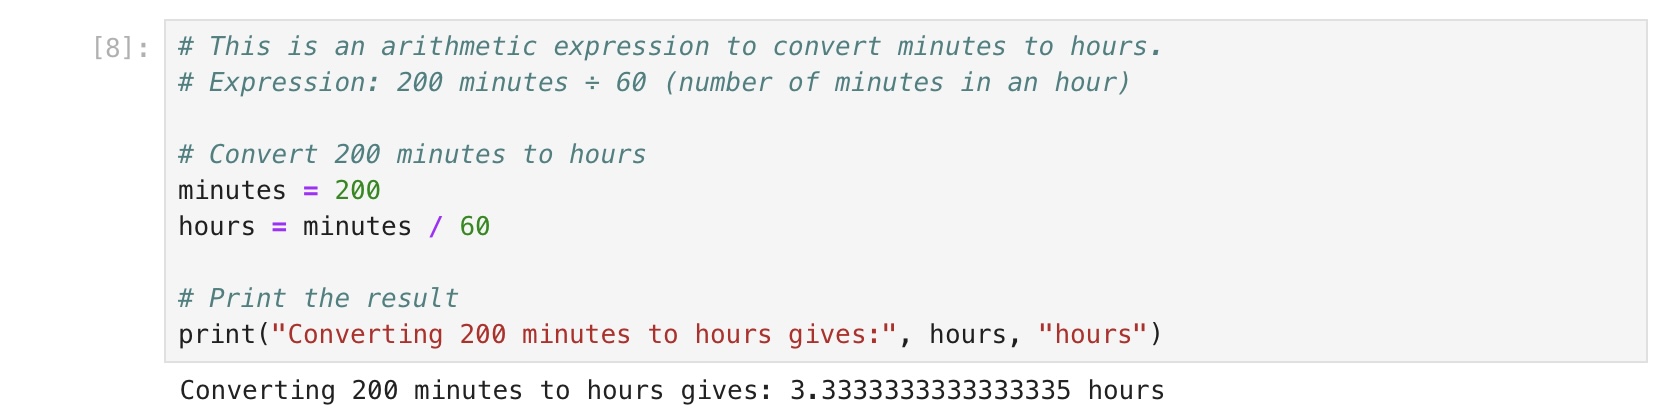 [8]: # This is an arithmetic expression to convert minutes to hours.
# Expression: 200 minutes ÷ 60 (number of minutes in an hour)
# Convert 200 minutes to hours
minutes = 200
hours = minutes / 60
# Print the result
print("Converting 200 minutes to hours gives:", hours, "hours")
Converting 200 minutes to hours gives: 3.3333333333333335 hours